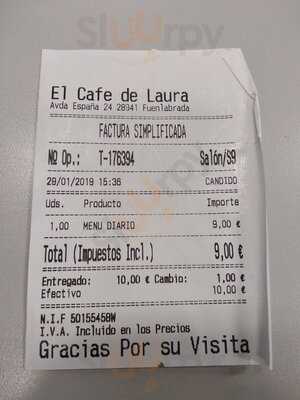 Sluurpy
El Cafe de Laura
Avda España 24 28941 Fuenlabrada
FACTURA SIMPLIFICADA
Nº Op.: T-176394 Salón/S9
29/01/2019 15:36 CANDIDO
Uds. Producto Importe
1,00 MENU DIARIO 9,00 €
Total (Impuestos Incl.) 9,00 €
Entregado: 10,00 € Cambio: 1,00 €
Efectivo 10,00 €
N.I.F 50155458W
I.V.A. Incluido en los Precios
Gracias Por su Visita